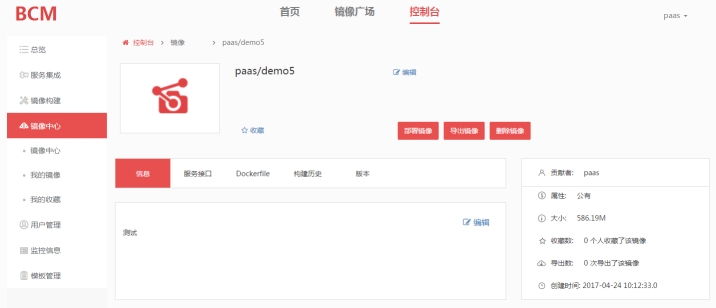 BCM
首页 镜像广场 控制台
paas
控制台 > 镜像 > paas/demo5
总览
服务集成
镜像构建
镜像中心
镜像中心
我的镜像
我的收藏
用户管理
监控信息
模板管理
paas/demo5
编辑
收藏
部署镜像 导出镜像 删除镜像
信息 服务接口 Dockerfile 构建历史 版本
编辑
测试
贡献者: paas
属性: 公有
大小: 586.19M
收藏数: 0 个人收藏了该镜像
导出数: 0 次导出了该镜像
创建时间: 2017-04-24 10:12:33.0